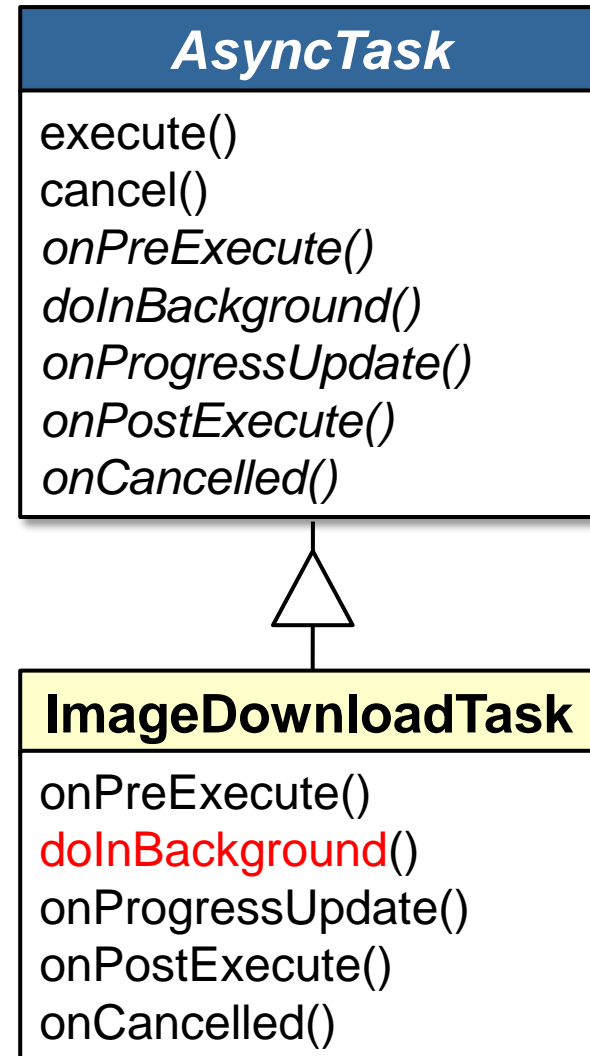 AsyncTask
execute()
cancel()
onPreExecute()
doInBackground()
onProgressUpdate()
onPostExecute()
onCancelled()
ImageDownloadTask
onPreExecute()
doInBackground()
onProgressUpdate()
onPostExecute()
onCancelled()